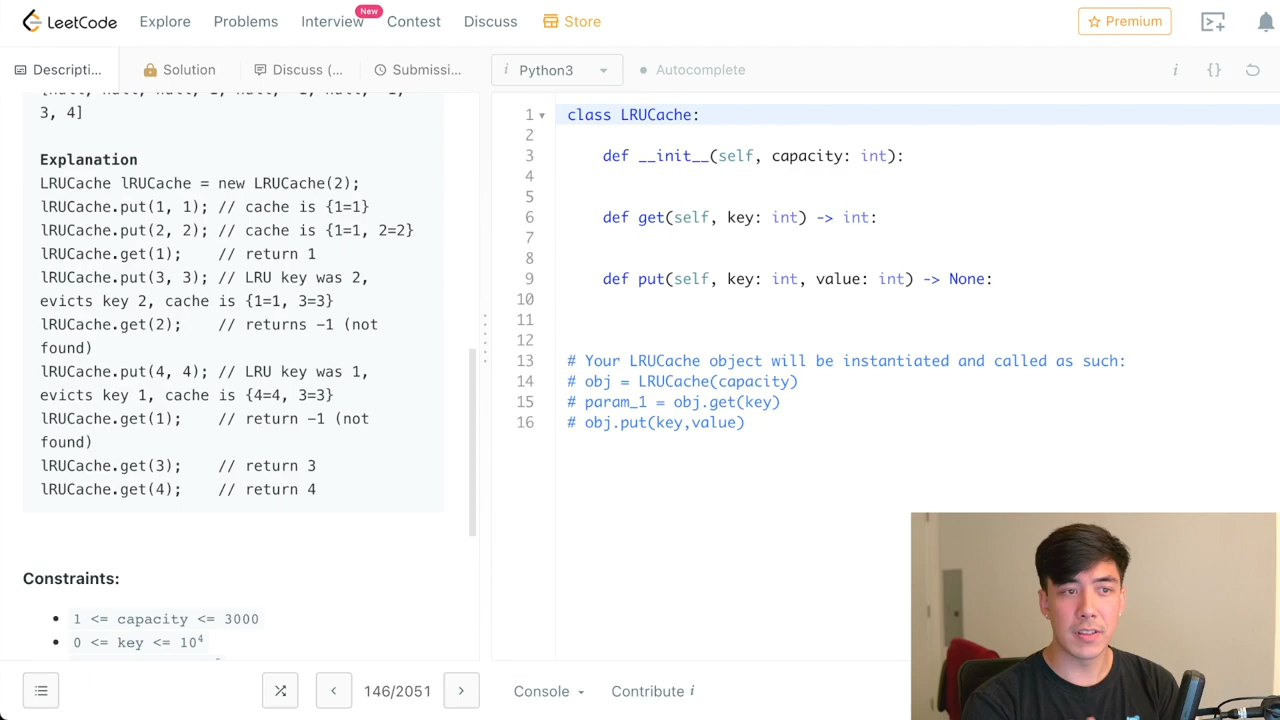 LeetCode Explore Problems Interview New Contest Discuss Store Premium
Descripti... Solution Discuss (... Submissi...
3, 4]
Explanation
LRUCache lRUCache = new LRUCache(2);
lRUCache.put(1, 1); // cache is {1=1}
lRUCache.put(2, 2); // cache is {1=1, 2=2}
lRUCache.get(1);    // return 1
lRUCache.put(3, 3); // LRU key was 2,
evicts key 2, cache is {1=1, 3=3}
lRUCache.get(2);    // returns -1 (not
found)
lRUCache.put(4, 4); // LRU key was 1,
evicts key 1, cache is {4=4, 3=3}
lRUCache.get(1);    // return -1 (not
found)
lRUCache.get(3);    // return 3
lRUCache.get(4);    // return 4
Constraints:
• 1 <= capacity <= 3000
• 0 <= key <= 10⁴
146/2051
i Python3 Autocomplete i {}
1 class LRUCache:
2
3 def __init__(self, capacity: int):
4
5
6 def get(self, key: int) -> int:
7
8
9 def put(self, key: int, value: int) -> None:
10
11
12
13 # Your LRUCache object will be instantiated and called as such:
14 # obj = LRUCache(capacity)
15 # param_1 = obj.get(key)
16 # obj.put(key,value)
Console Contribute i